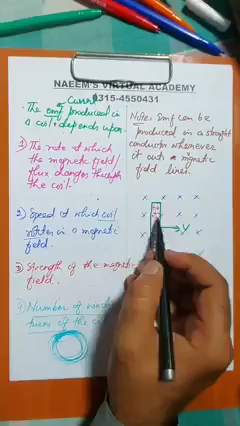 NAEEM'S VIRTUAL ACADEMY
0315-4550431
Current
The emf produced in
a coil depends upon.
1) The rate at which
the magnetic field/
flux changes through
the coil.
2) Speed at which coil
rotates in a magnetic
field.
3) Strength of the magnetic
field.
4) Number of
turns of the
Note: Emf can be
produced in a straight
conductor whenever
it cuts a magnetic
field lines.
x x x x
x x x
V
x x